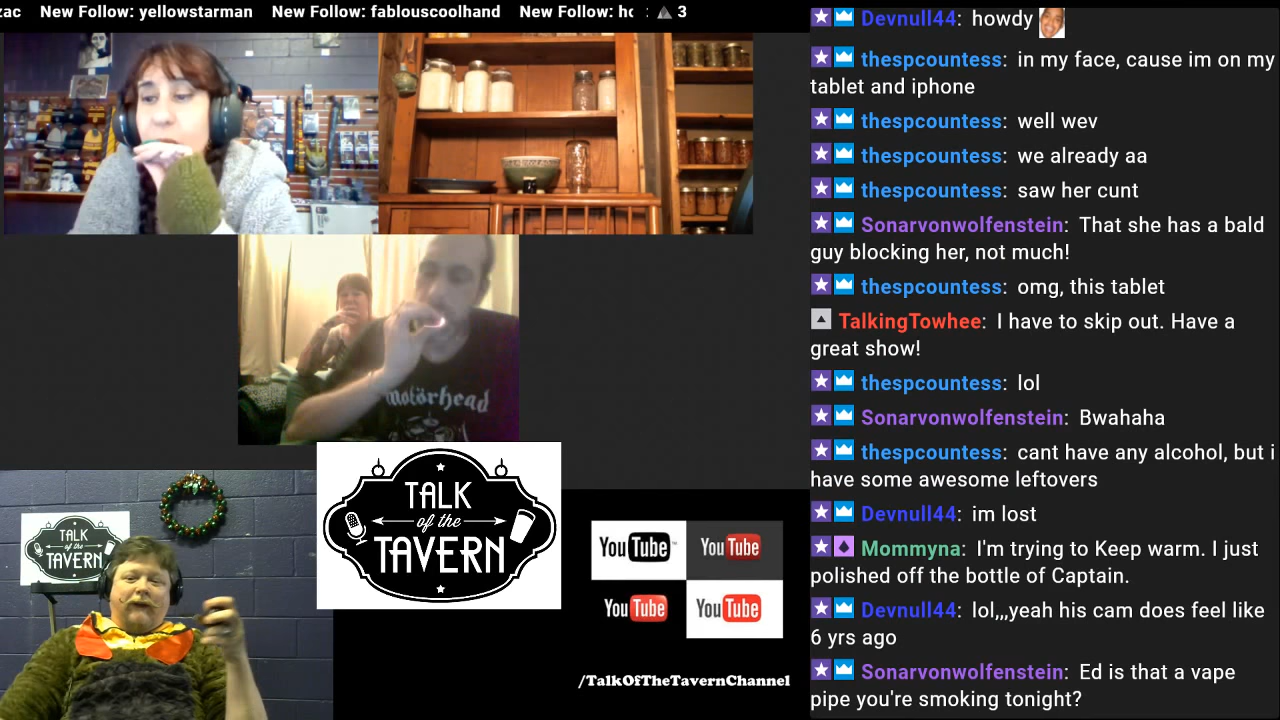 zac New Follow: yellowstarman New Follow: fablouscoolhand New Follow: hc : 3
Devnull44: howdy
thespcountess: in my face, cause im on my
tablet and iphone
thespcountess: well wev
thespcountess: we already aa
thespcountess: saw her cunt
Sonarvonwolfenstein: That she has a bald
guy blocking her, not much!
thespcountess: omg, this tablet
TalkingTowhee: I have to skip out. Have a
great show!
thespcountess: lol
Sonarvonwolfenstein: Bwahaha
thespcountess: cant have any alcohol, but i
have some awesome leftovers
Devnull44: im lost
Mommyna: I'm trying to Keep warm. I just
polished off the bottle of Captain.
Devnull44: lol,,,yeah his cam does feel like
6 yrs ago
Sonarvonwolfenstein: Ed is that a vape
pipe you're smoking tonight?
motörhead
TALK
of the
TAVERN
TALK
of the
TAVERN
YouTube YouTube
YouTube YouTube
/TalkOfTheTavernChannel